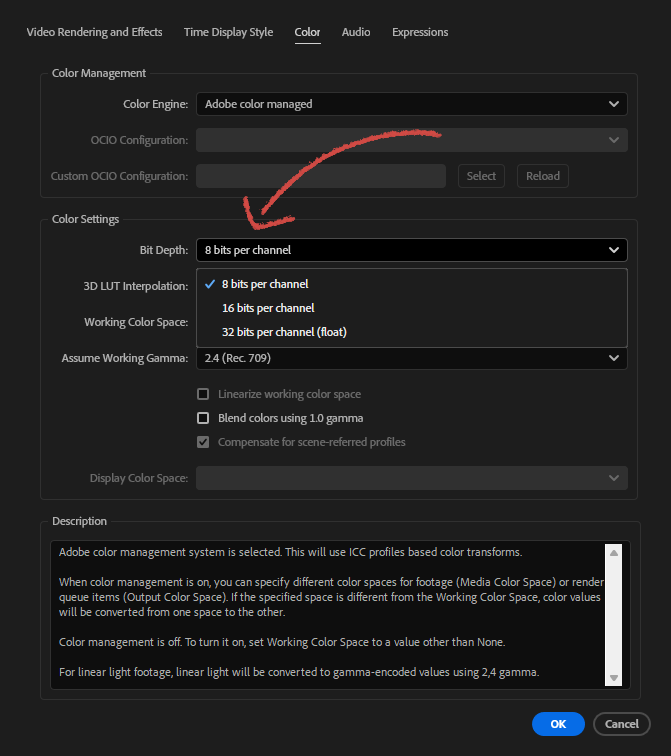 Video Rendering and Effects Time Display Style Color Audio Expressions
Color Management
Color Engine: Adobe color managed
OCIO Configuration:
Custom OCIO Configuration: Select Reload
Color Settings
Bit Depth: 8 bits per channel
3D LUT Interpolation: 8 bits per channel
16 bits per channel
Working Color Space: 32 bits per channel (float)
Assume Working Gamma: 2.4 (Rec. 709)
Linearize working color space
Blend colors using 1.0 gamma
Compensate for scene-referred profiles
Display Color Space:
Description
Adobe color management system is selected. This will use ICC profiles based color transforms.
When color management is on, you can specify different color spaces for footage (Media Color Space) or render
queue items (Output Color Space). If the specified space is different from the Working Color Space, color values
will be converted from one space to the other.
Color management is off. To turn it on, set Working Color Space to a value other than None.
For linear light footage, linear light will be converted to gamma-encoded values using 2,4 gamma.
OK Cancel